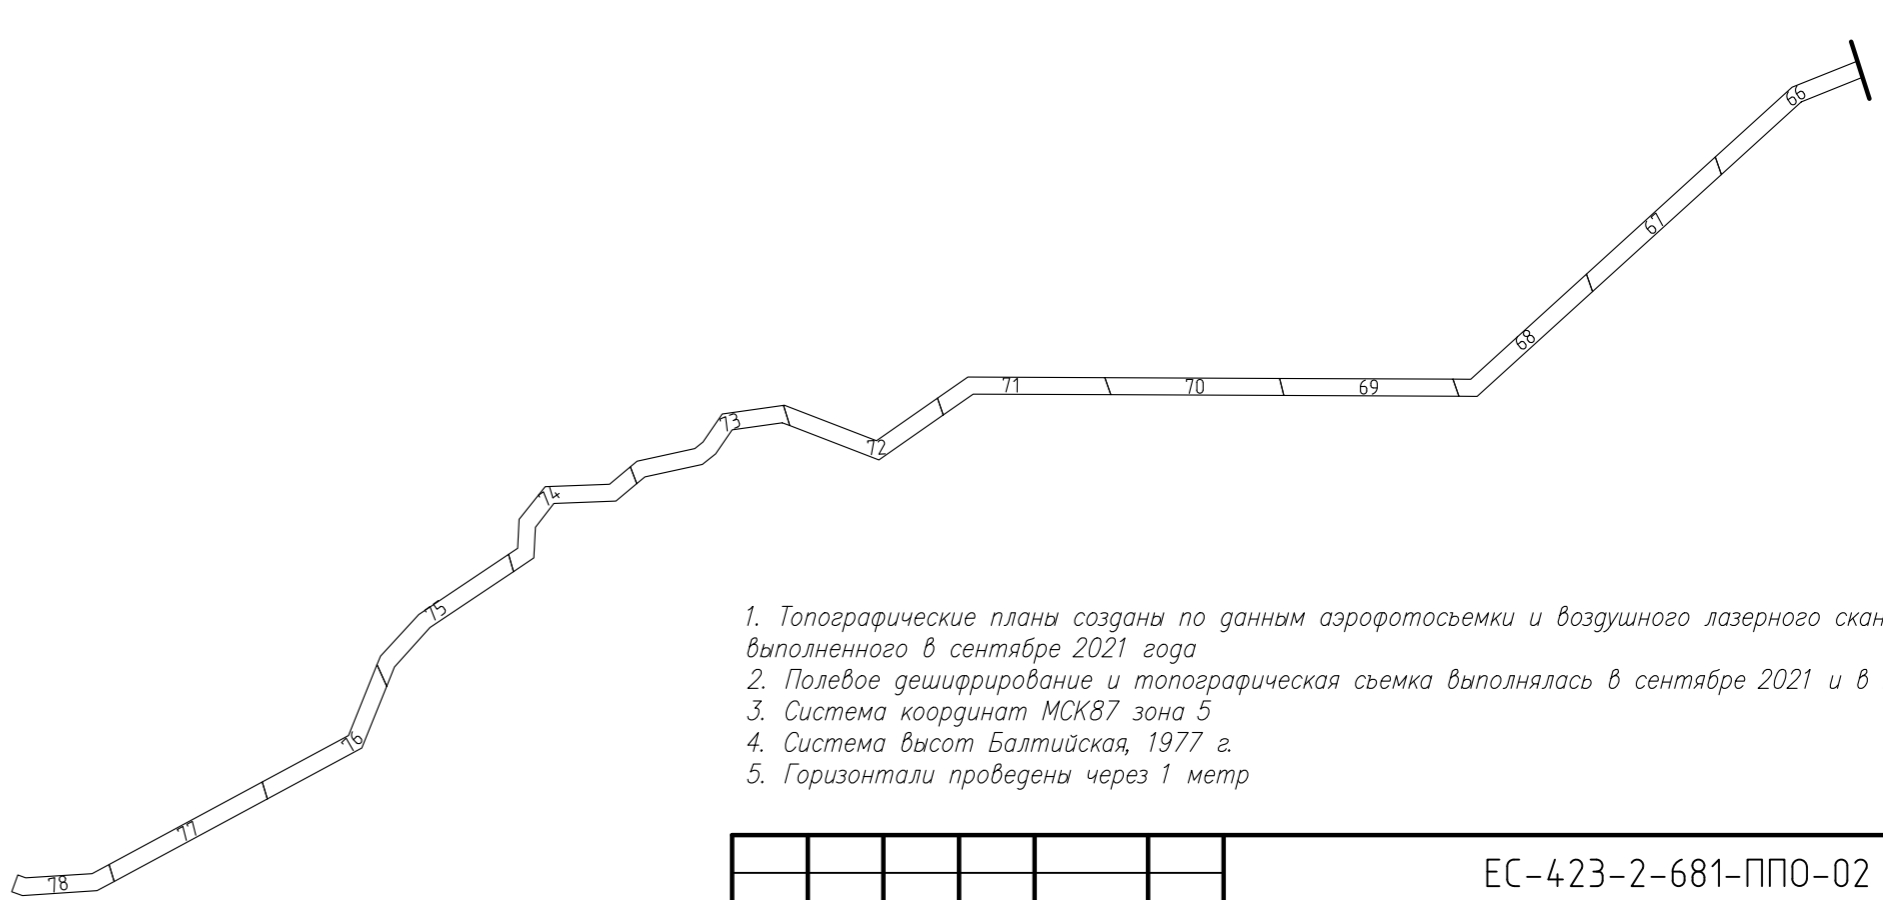 66
67
68
69
70
71
72
73
74
75
76
77
78
1. Топографические планы созданы по данным аэрофотосъемки и воздушного лазерного скан
выполненного в сентябре 2021 года
2. Полевое дешифрирование и топографическая съемка выполнялась в сентябре 2021 и в
3. Система координат МСК87 зона 5
4. Система высот Балтийская, 1977 г.
5. Горизонтали проведены через 1 метр
ЕС-423-2-681-ППО-02